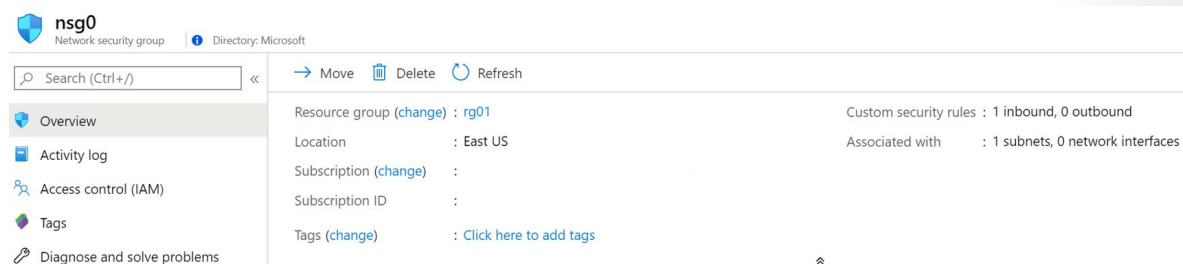 nsg0
Network security group
Directory: Microsoft
Search (Ctrl+/)
«
Overview
Activity log
Access control (IAM)
Tags
Diagnose and solve problems
Move Delete Refresh
Resource group (change) : rg01
Location : East US
Subscription (change) :
Subscription ID :
Tags (change) : Click here to add tags
Custom security rules : 1 inbound, 0 outbound
Associated with : 1 subnets, 0 network interfaces